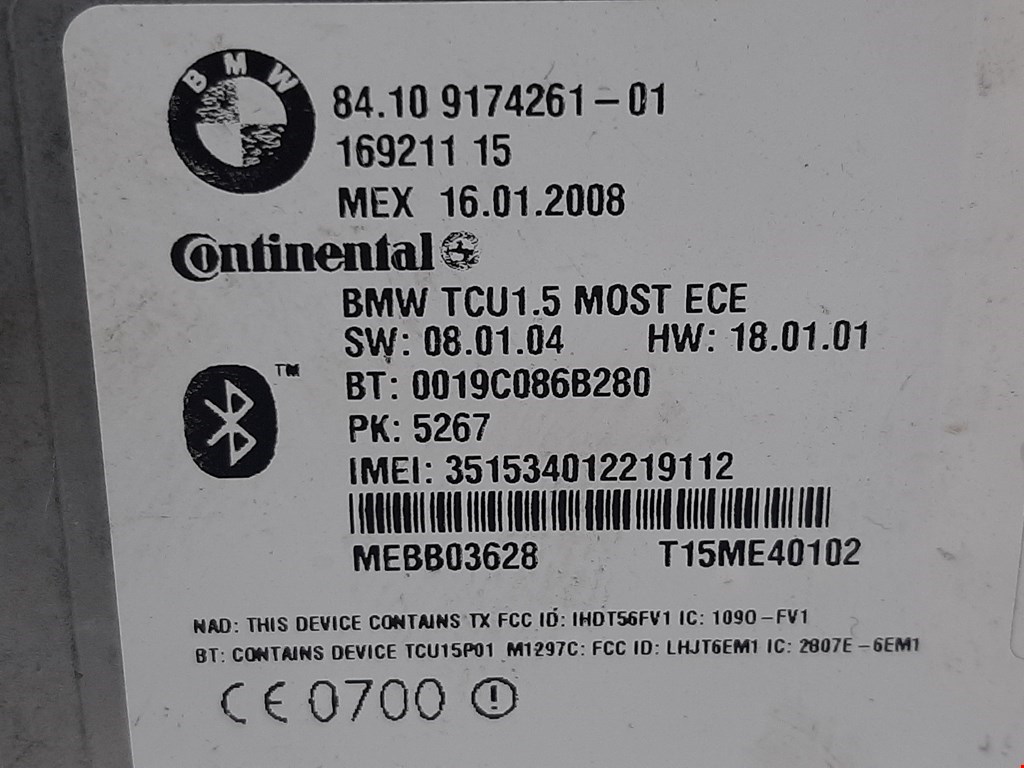 BMW
84.10 9174261-01
169211 15
MEX 16.01.2008
Continental
BMW TCU1.5 MOST ECE
SW: 08.01.04 HW: 18.01.01
BT: 0019C086B280
TM
PK: 5267
IMEI: 351534012219112
MEBB03628 T15ME40102
NAD: THIS DEVICE CONTAINS TX FCC ID: IHDT56FV1 IC: 1090-FV1
BT: CONTAINS DEVICE TCU15P01 M1297C: FCC ID: LHJT6EM1 IC: 2807E-6EM1
CE 0700